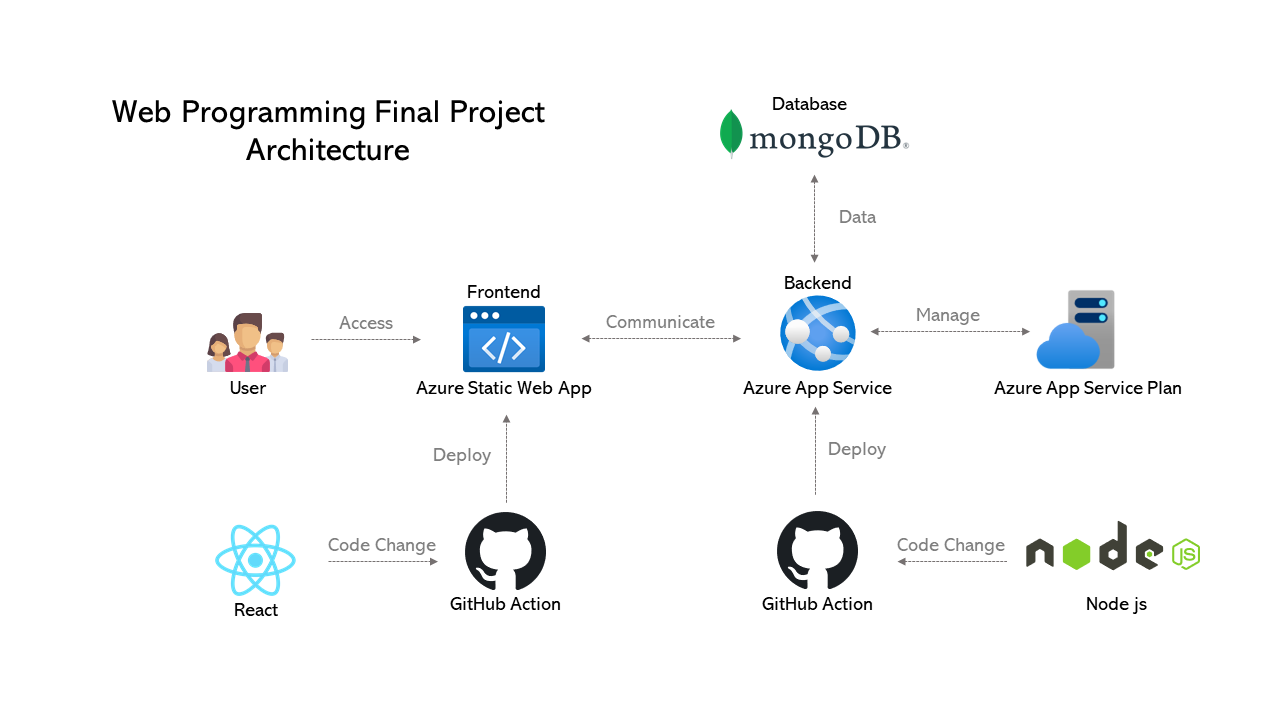 Web Programming Final Project
Architecture
Database
mongoDB®
Data
Frontend
Backend
Access
Communicate
Manage
</>
User
Azure Static Web App
Azure App Service
Azure App Service Plan
Deploy
Deploy
Code Change
Code Change
node
JS
React
GitHub Action
GitHub Action
Node js